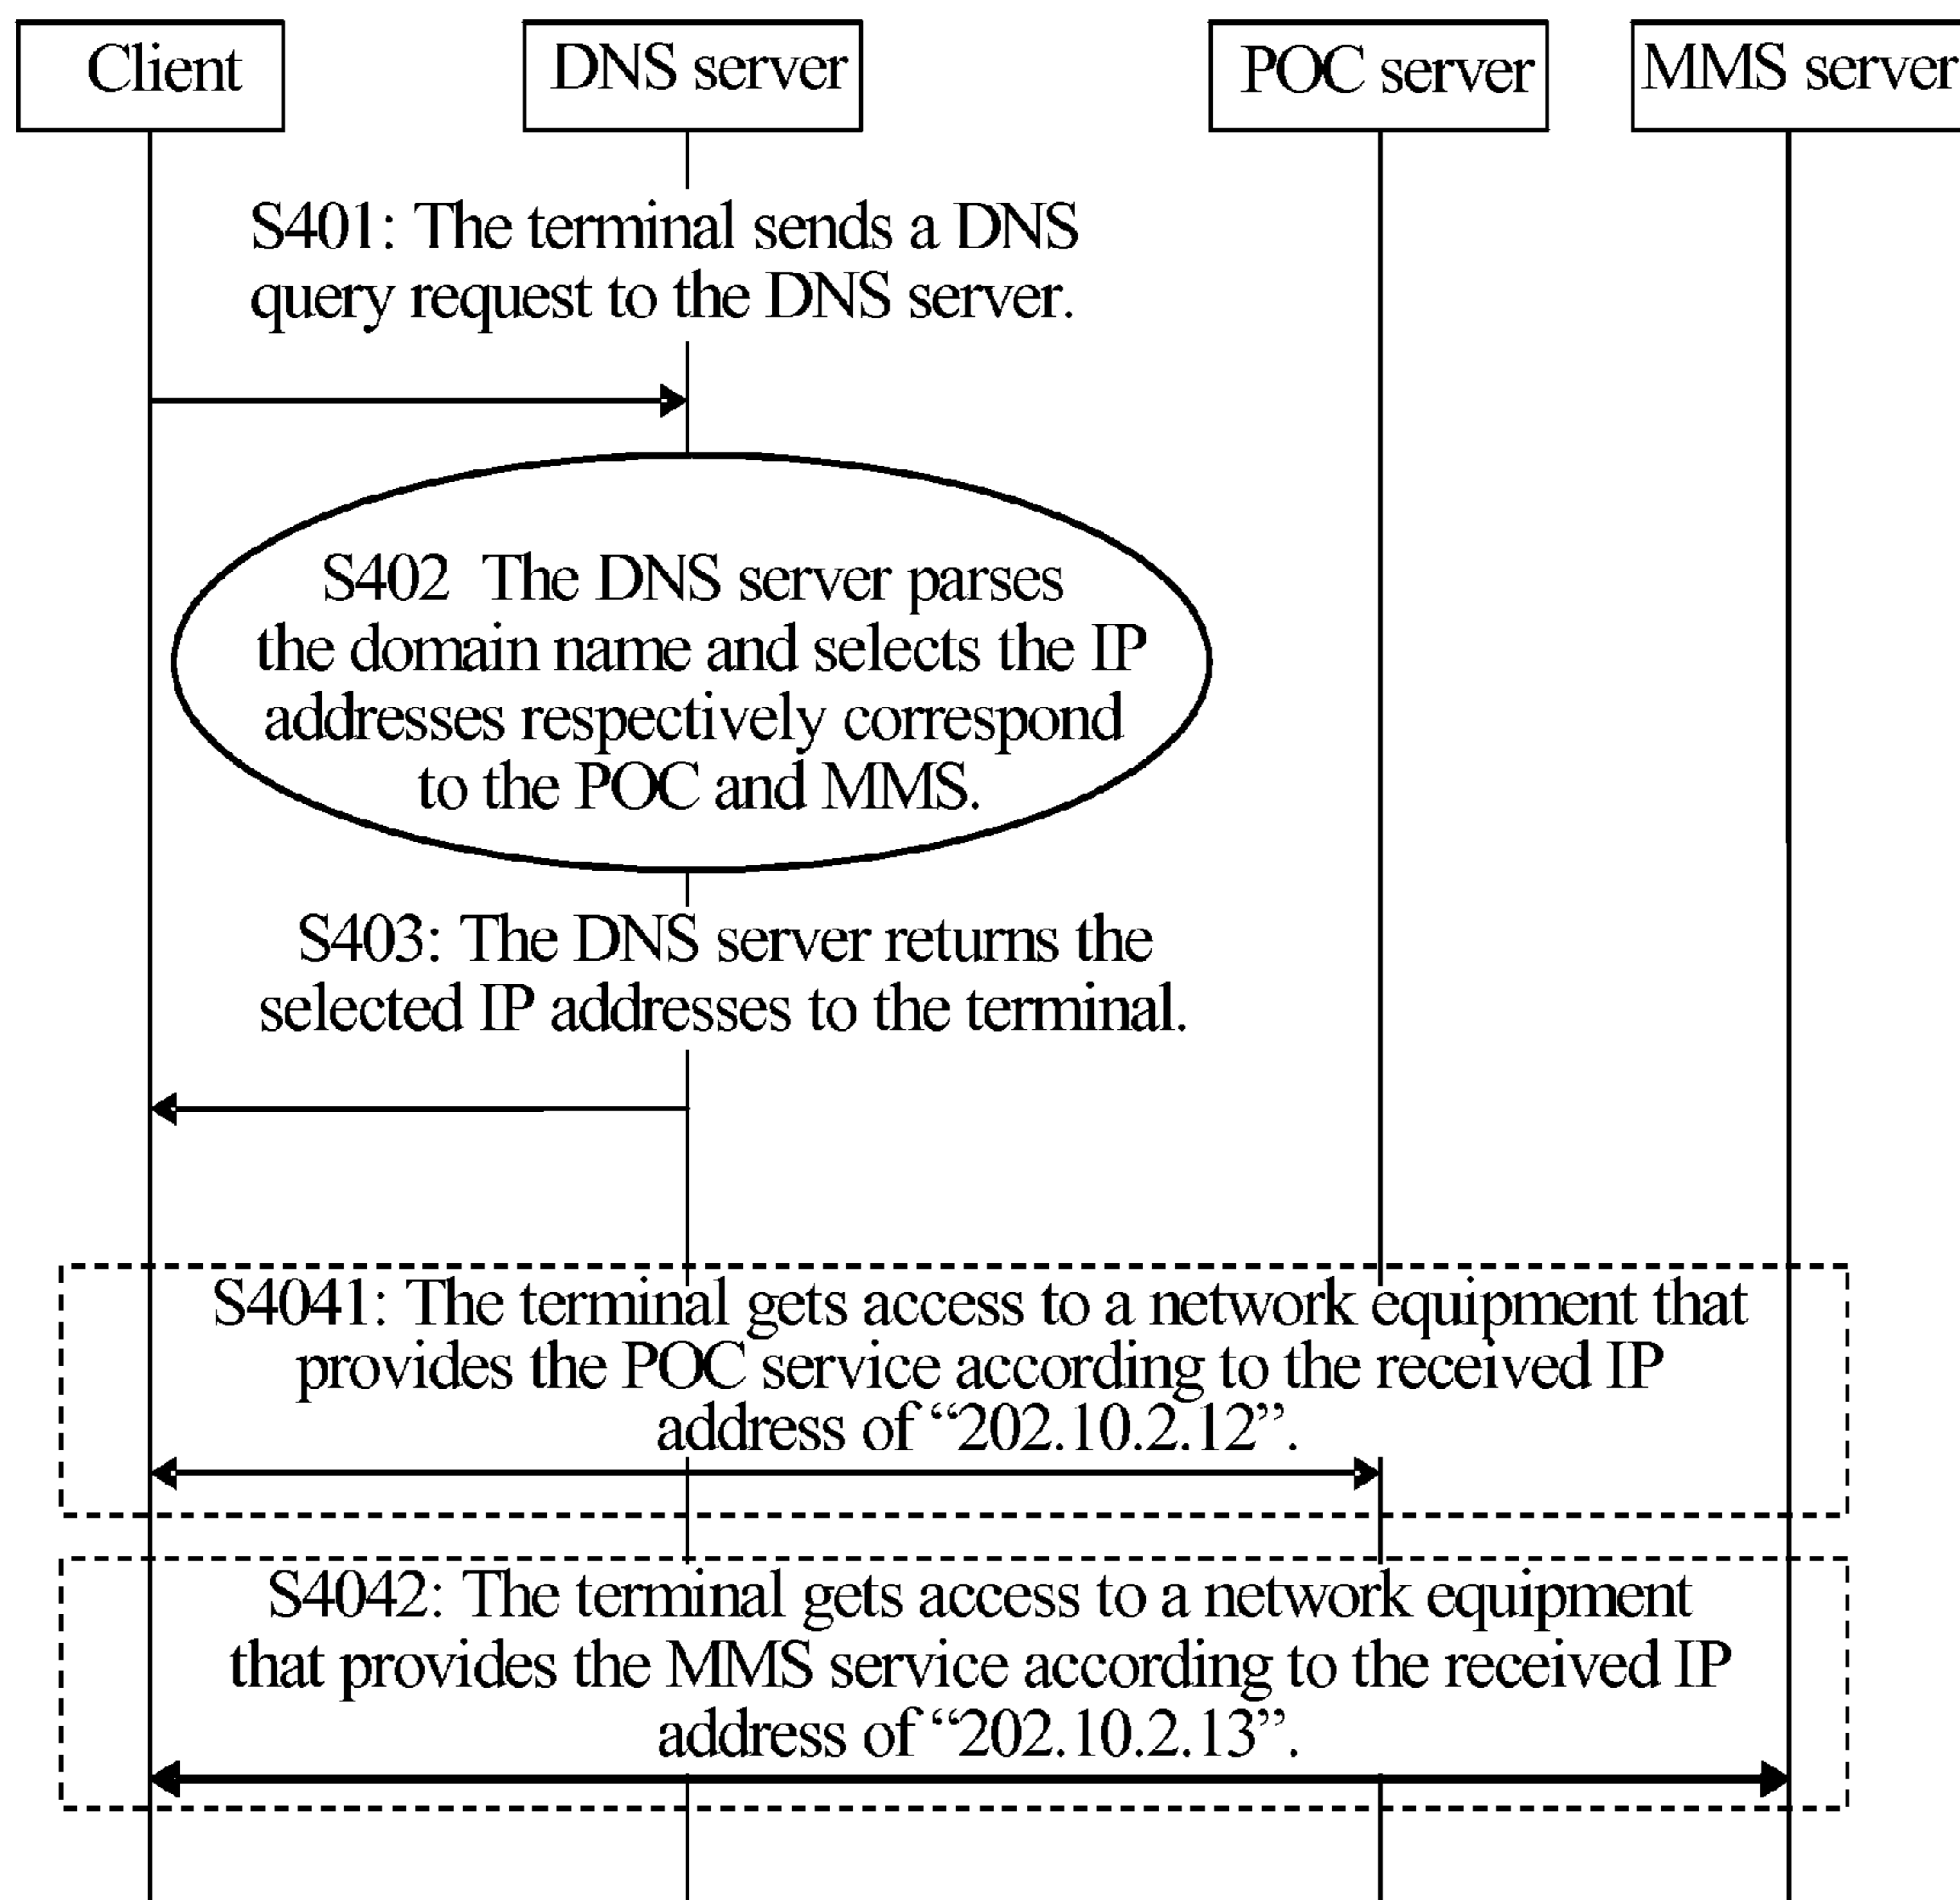 Client
DNS server
POC server
MMS server
S401: The terminal sends a DNS
query request to the DNS server.
S402 The DNS server parses
the domain name and selects the IP
addresses respectively correspond
to the POC and MMS.
S403: The DNS server returns the
selected IP addresses to the terminal.
S4041: The terminal gets access to a network equipment that
provides the POC service according to the received IP
address of “202.10.2.12”.
S4042: The terminal gets access to a network equipment
that provides the MMS service according to the received IP
address of “202.10.2.13”.